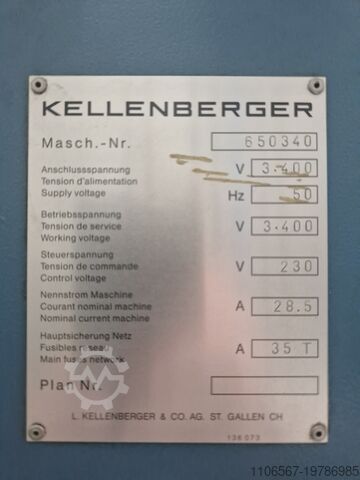 KELLENBERGER
Masch.-Nr. 650340
Anschlussspannung
Tension d'alimentation V 3·400
Supply voltage Hz 50
Betriebsspannung
Tension de service V 3·400
Working voltage
Steuerspannung
Tension de commande V 230
Control voltage
Nennstrom Maschine
Courant nominal machine A 28.5
Nominal current machine
Hauptsicherung Netz
Fusibles réseau A 35 T
Main fuses network
Plan Nr.
L. KELLENBERGER & CO. AG. ST. GALLEN CH
136 073
1106567-19786985